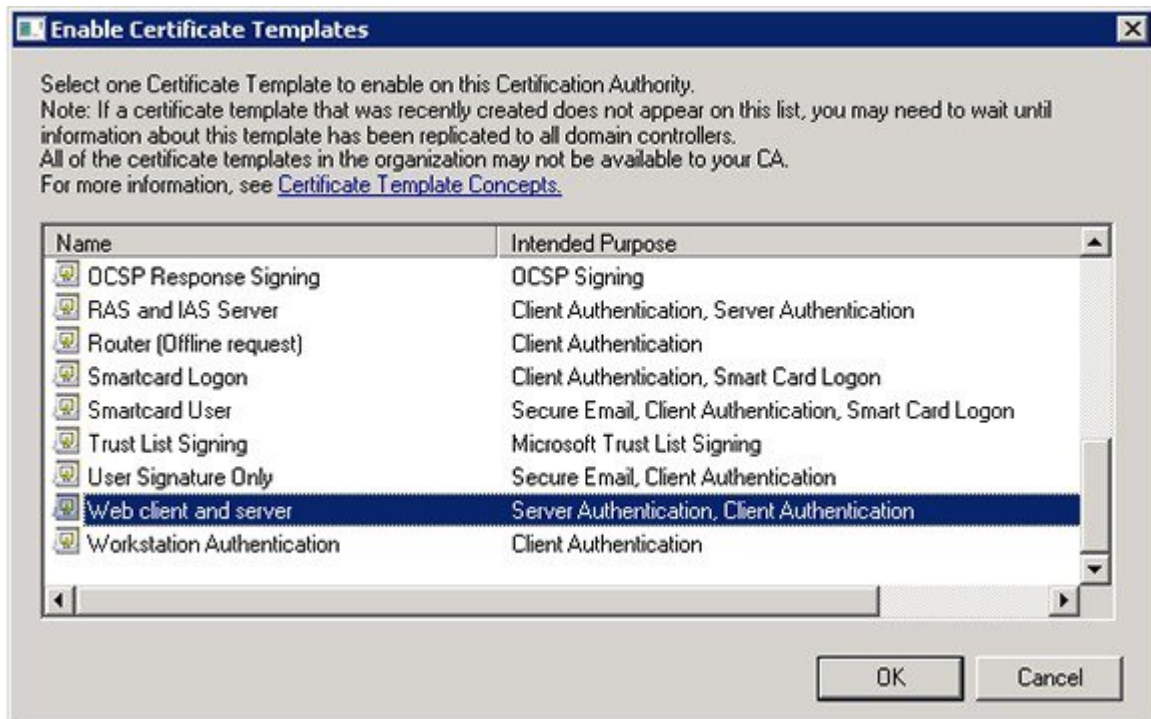 Enable Certificate Templates
Select one Certificate Template to enable on this Certification Authority.
Note: If a certificate template that was recently created does not appear on this list, you may need to wait until
information about this template has been replicated to all domain controllers.
All of the certificate templates in the organization may not be available to your CA.
For more information, see Certificate Template Concepts.
Name Intended Purpose
OCSP Response Signing OCSP Signing
RAS and IAS Server Client Authentication, Server Authentication
Router (Offline request) Client Authentication
Smartcard Logon Client Authentication, Smart Card Logon
Smartcard User Secure Email, Client Authentication, Smart Card Logon
Trust List Signing Microsoft Trust List Signing
User Signature Only Secure Email, Client Authentication
Web client and server Server Authentication, Client Authentication
Workstation Authentication Client Authentication
OK Cancel